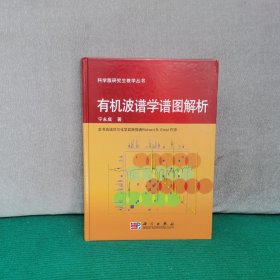 科学版研究生教学丛书
有机波谱学谱图解析
宁永成 著
科学出版社